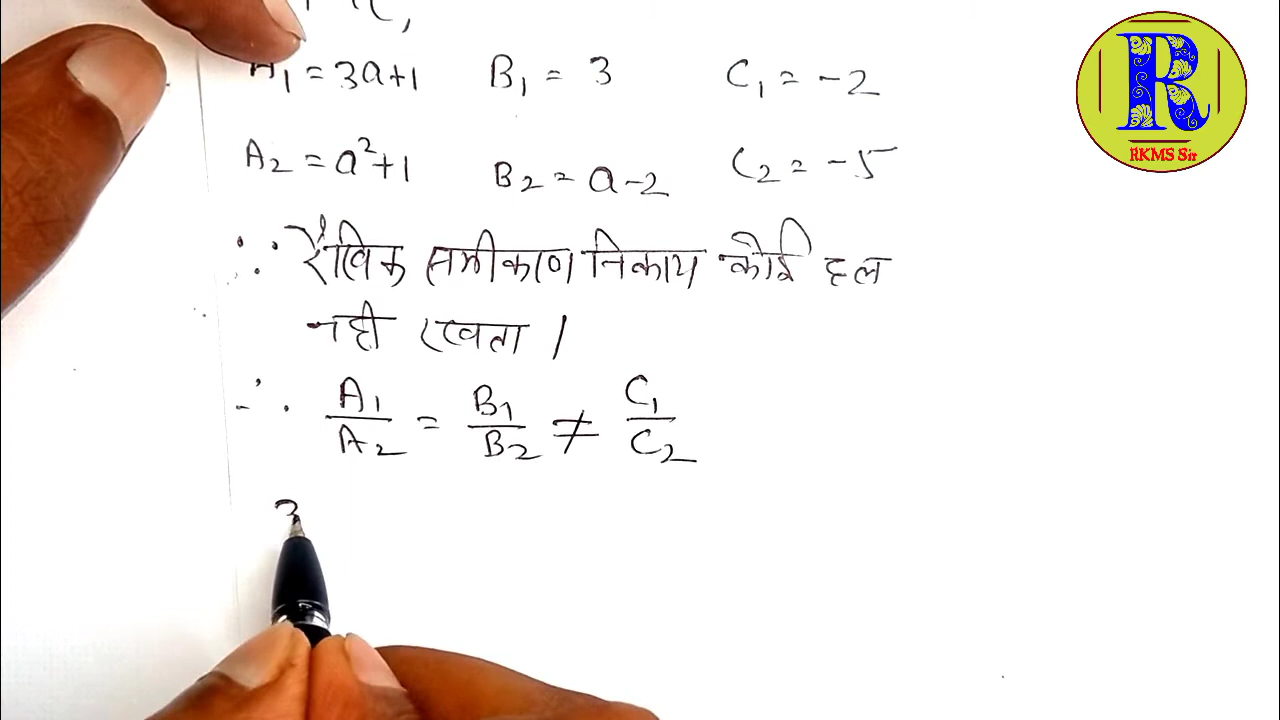 A₁ = 3a+1 B₁ = 3 C₁ = -2
A₂ = a²+1 B₂ = a-2 C₂ = -5
∵ रैखिक समीकरण निकाय कोई हल
नही रखता ।
∴ A₁/A₂ = B₁/B₂ ≠ C₁/C₂
3
R
RKMS Sir